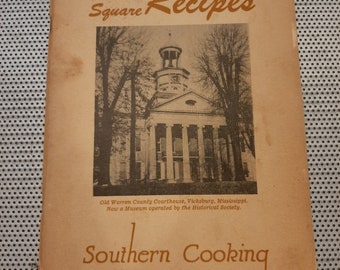 Square Recipes
Old Warren County Courthouse, Vicksburg, Mississippi.
Now a Museum operated by the Historical Society.
Southern Cooking